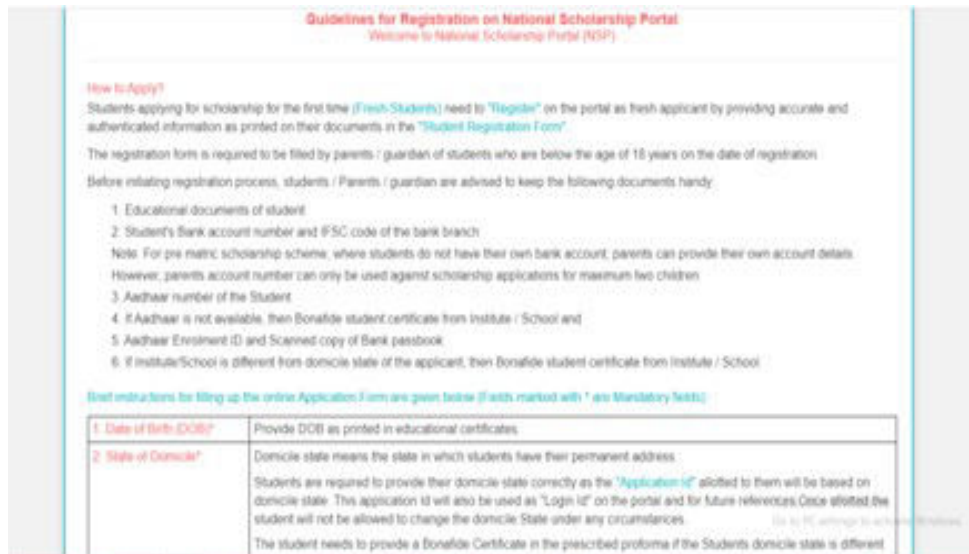 Guidelines for Registration on National Scholarship Portal
Welcome to National Scholarship Portal (NSP)
How to Apply?
Students applying for scholarship for the first time (Fresh Students) need to "Register" on the portal as fresh applicant by providing accurate and
authenticated information as printed on their documents in the "Student Registration Form".
The registration form is required to be filled by parents / guardian of students who are below the age of 18 years on the date of registration
Before initiating registration process, students / Parents / guardian are advised to keep the following documents handy
1. Educational documents of student
2. Student's Bank account number and IFSC code of the bank branch
Note: For pre matric scholarship scheme, where students do not have their own bank account, parents can provide their own account details.
However, parents account number can only be used against scholarship applications for maximum two children
3. Aadhaar number of the Student
4. If Aadhaar is not available, then Bonafide student certificate from Institute / School and
5. Aadhaar Enrolment ID and Scanned copy of Bank passbook
6. If Institute/School is different from domicile state of the applicant, then Bonafide student certificate from Institute / School.
Brief instructions for filling up the online Application Form are given below (Fields marked with * are Mandatory fields):
1. Date of Birth (DOB)* Provide DOB as printed in educational certificates.
2. State of Domicile* Domicile state means the state in which students have their permanent address.
Students are required to provide their domicile state correctly as the "Application Id" allotted to them will be based on
domicile state. This application Id will also be used as "Login Id" on the portal and for future references. Once allotted the
student will not be allowed to change the domicile State under any circumstances.
Go to PC settings to activate Windows.
The student needs to provide a Bonafide Certificate in the prescribed proforma if the Students domicile state is different